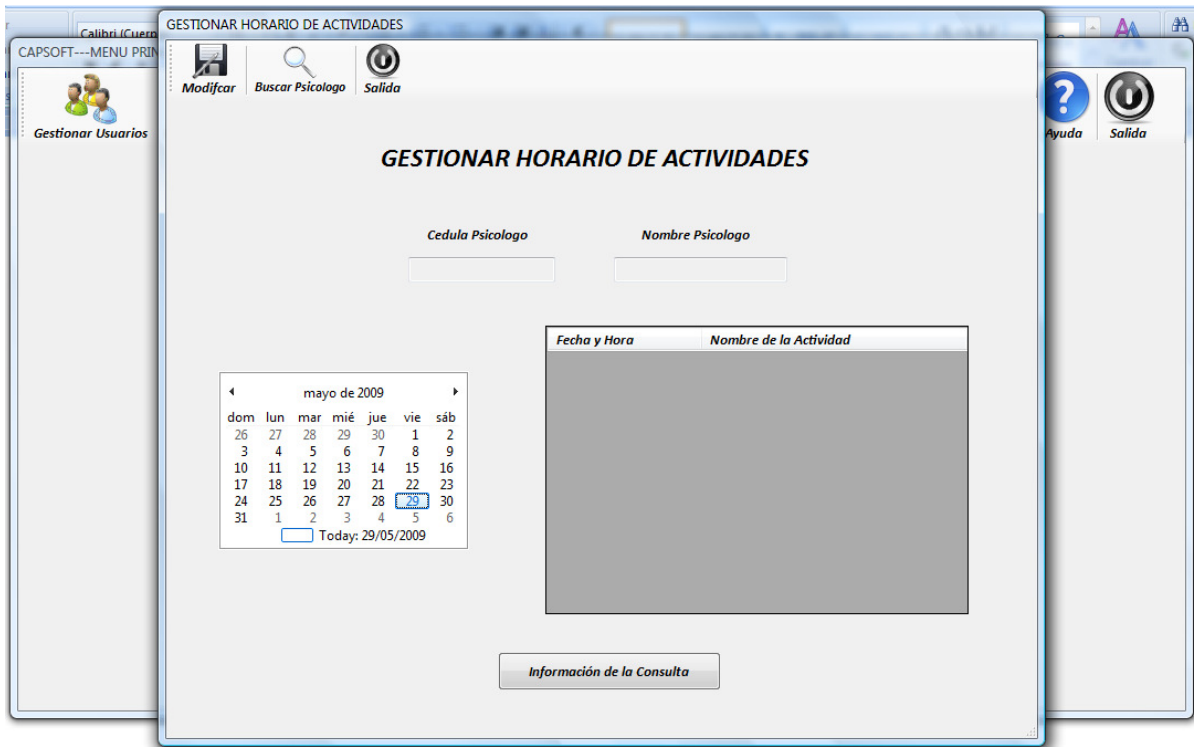 Calibri (Cuerp
GESTIONAR HORARIO DE ACTIVIDADES
CAPSOFT---MENU PRIN
Modifcar
Buscar Psicologo
Salida
Gestionar Usuarios
Ayuda
Salida
GESTIONAR HORARIO DE ACTIVIDADES
Cedula Psicologo
Nombre Psicologo
Fecha y Hora
Nombre de la Actividad
mayo de 2009
dom lun mar mié jue vie sáb
26 27 28 29 30 1 2
3 4 5 6 7 8 9
10 11 12 13 14 15 16
17 18 19 20 21 22 23
24 25 26 27 28 29 30
31 1 2 3 4 5 6
Today: 29/05/2009
Información de la Consulta